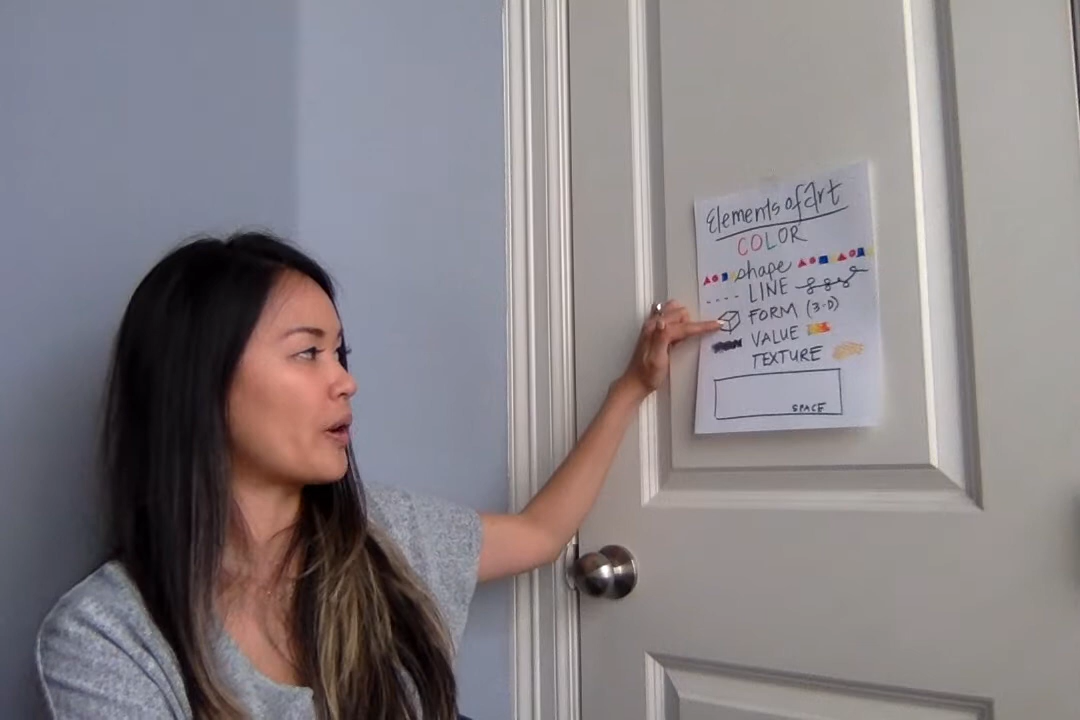 Elements of Art
COLOR
shape
LINE
FORM (3-D)
VALUE
TEXTURE
SPACE